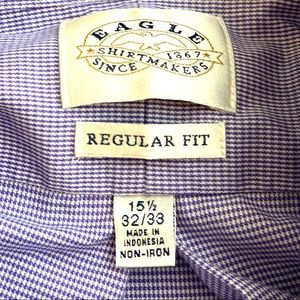 EAGLE
SHIRTMAKERS
SINCE 1867
REGULAR FIT
15½
32/33
MADE IN
INDONESIA
NON-IRON